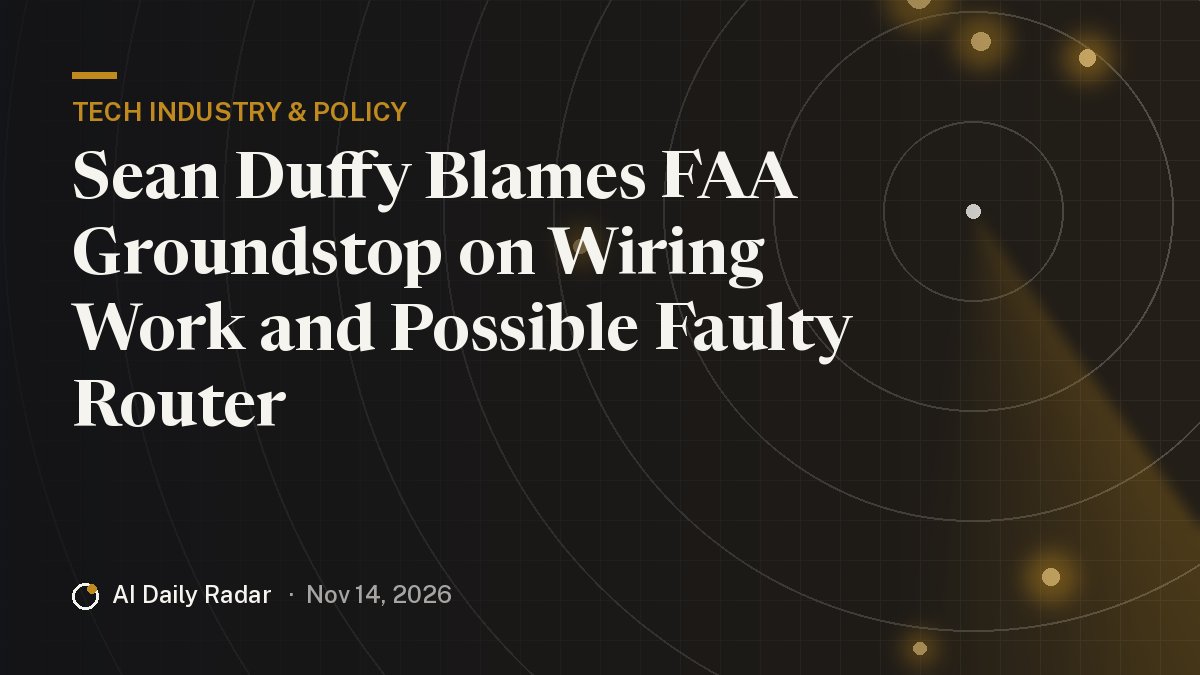 TECH INDUSTRY & POLICY
Sean Duffy Blames FAA
Groundstop on Wiring
Work and Possible Faulty
Router
AI Daily Radar · Nov 14, 2026